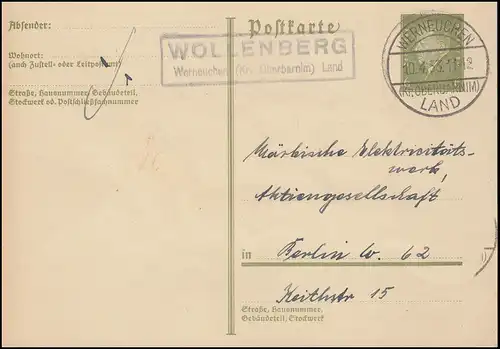 Absender:
Wohnort:
(auch Zustell- oder Leitpostamt)
Straße, Hausnummer, Gebäudeteil,
Stockwerk od. Postschließfachnummer
Postkarte
WOLLENBERG
Werneuchen (Kr. Oberbarnim) Land
WERNEUCHEN
(KR. OBERBARNIM)
LAND
Märkische Elektricitäts-
werk,
Aktiengesellschaft
in Berlin W. 62
Keithstr 15
Straße, Hausnummer,
Gebäudeteil, Stockwerk